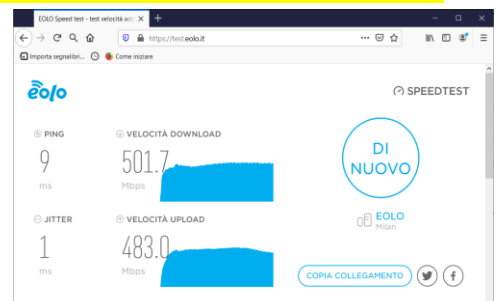 EOLO Speed test - test velocità ads
https://test.eolo.it
Importa segnalibri...
Come iniziare
eolo
SPEEDTEST
PING
9
ms
VELOCITÀ DOWNLOAD
501.7
Mbps
DI
NUOVO
JITTER
1
ms
VELOCITÀ UPLOAD
483.0
Mbps
EOLO
Milan
COPIA COLLEGAMENTO